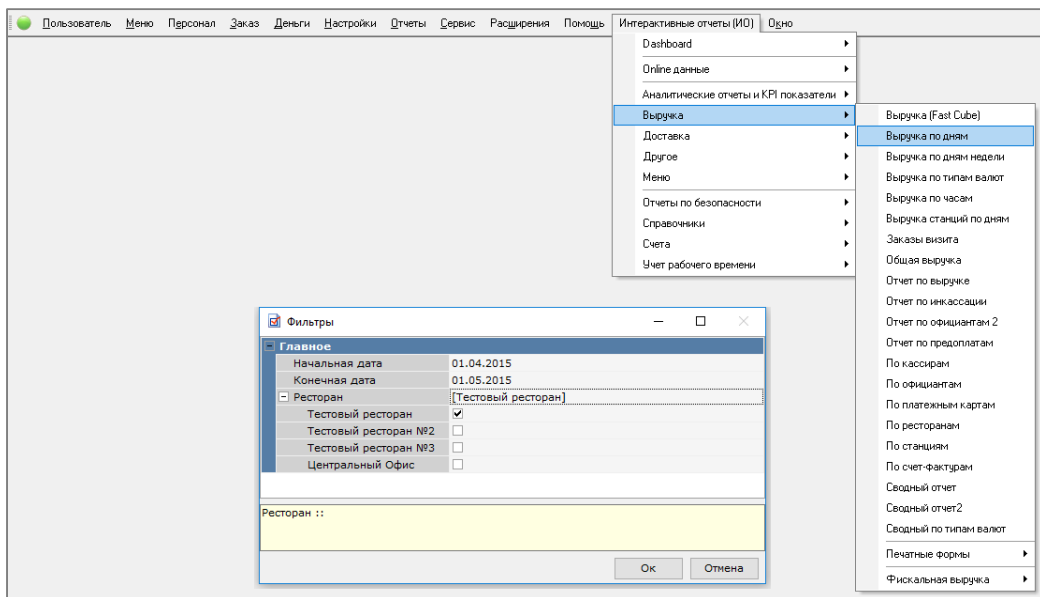 Пользователь Меню Персонал Заказ Деньги Настройки Отчеты Сервис Расширения Помощь Интерактивные отчеты (ИО) Окно
Dashboard
Online данные
Аналитические отчеты и KPI показатели
Выручка
Доставка
Другое
Меню
Отчеты по безопасности
Справочники
Счета
Учет рабочего времени
Выручка (Fast Cube)
Выручка по дням
Выручка по дням недели
Выручка по типам валют
Выручка по часам
Выручка станций по дням
Заказы визита
Общая выручка
Отчет по выручке
Отчет по инкассации
Отчет по официантам 2
Отчет по предоплатам
По кассирам
По официантам
По платежным картам
По ресторанам
По станциям
По счет-фактурам
Сводный отчет
Сводный отчет2
Сводный по типам валют
Печатные формы
Фискальная выручка
Фильтры
Главное
Начальная дата 01.04.2015
Конечная дата 01.05.2015
Ресторан [Тестовый ресторан]
Тестовый ресторан
Тестовый ресторан №2
Тестовый ресторан №3
Центральный Офис
Ресторан ::
Ок Отмена